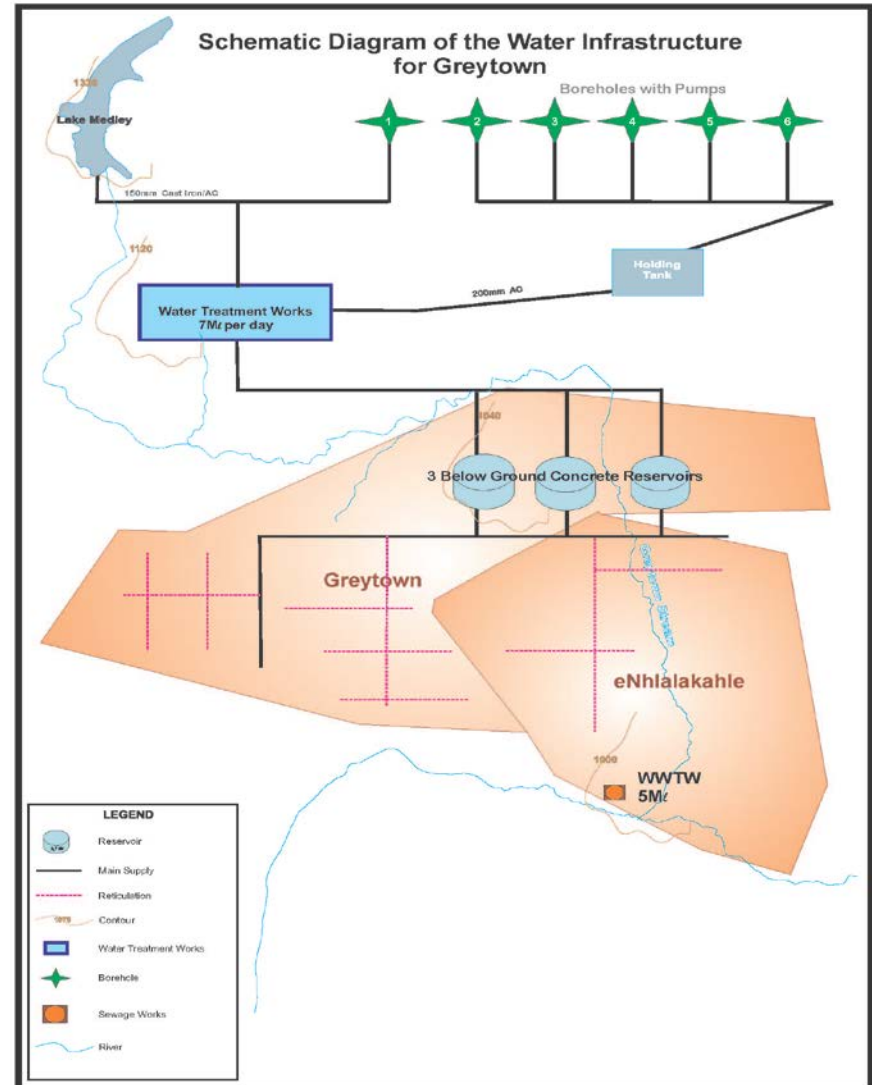 Schematic Diagram of the Water Infrastructure
for Greytown
Boreholes with Pumps
Lake Medley
1 2 3 4 5 6
150mm Cast Iron/AC
1120
Holding
Tank
200mm AC
Water Treatment Works
7Mℓ per day
1040
3 Below Ground Concrete Reservoirs
Greytown
eNhlalakahle
1000
WWTW
5Mℓ
LEGEND
Reservoir
Main Supply
Reticulation
Contour
Water Treatment Works
Borehole
Sewage Works
River